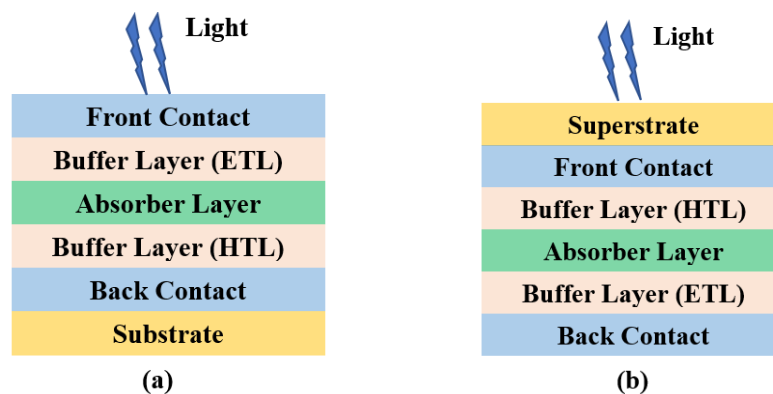 Light
Front Contact
Buffer Layer (ETL)
Absorber Layer
Buffer Layer (HTL)
Back Contact
Substrate
(a)
Light
Superstrate
Front Contact
Buffer Layer (HTL)
Absorber Layer
Buffer Layer (ETL)
Back Contact
(b)